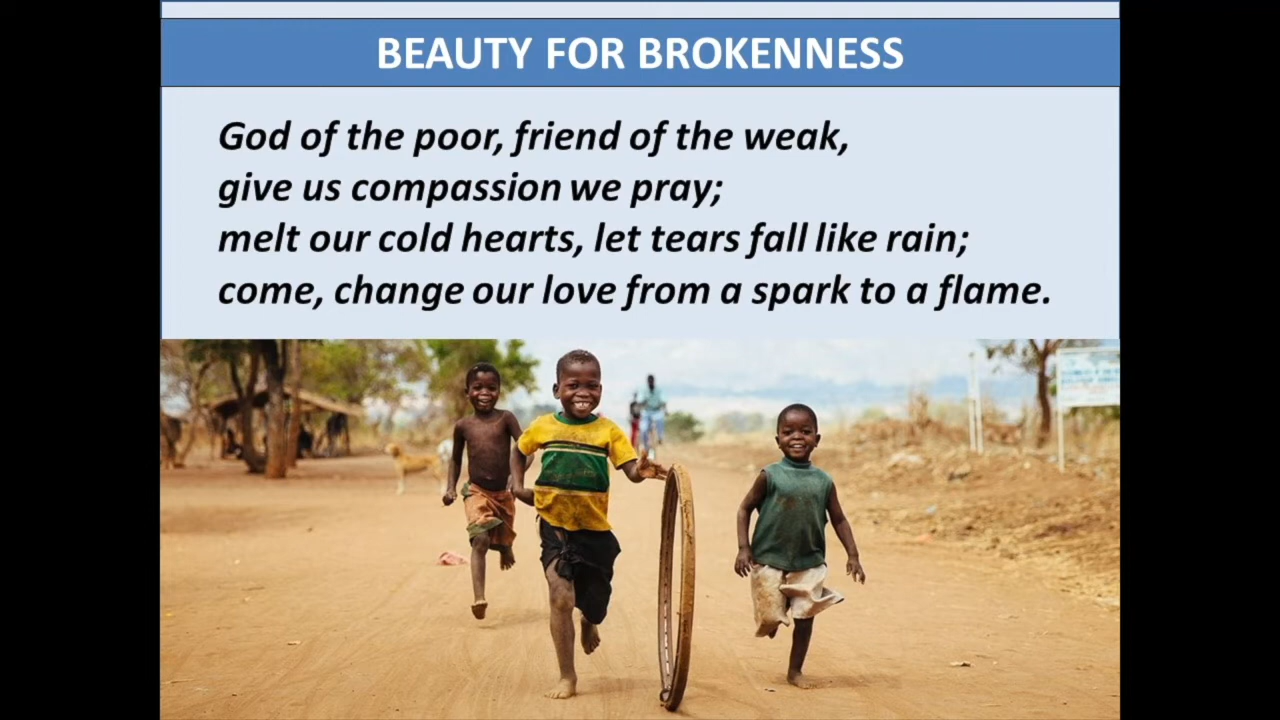 BEAUTY FOR BROKENNESS
God of the poor, friend of the weak,
give us compassion we pray;
melt our cold hearts, let tears fall like rain;
come, change our love from a spark to a flame.